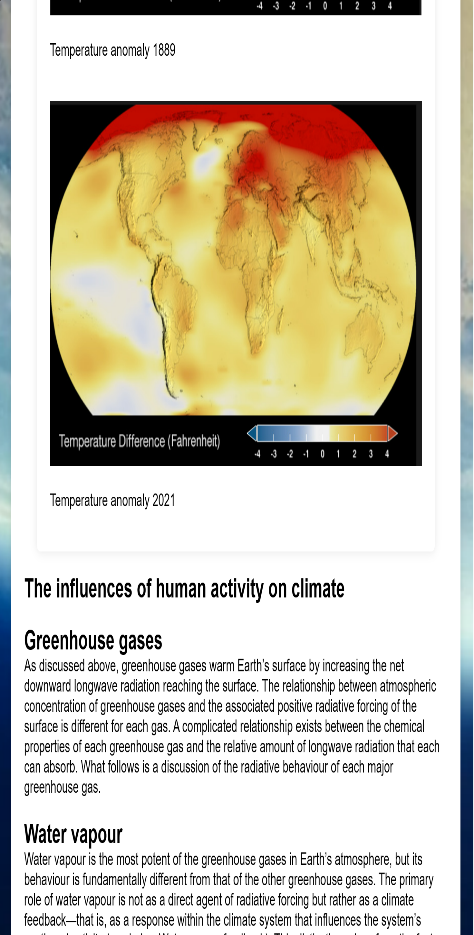 -4 -3 -2 -1 0 1 2 3 4
Temperature anomaly 1889
Temperature Difference (Fahrenheit)
-4 -3 -2 -1 0 1 2 3 4
Temperature anomaly 2021
The influences of human activity on climate
Greenhouse gases
As discussed above, greenhouse gases warm Earth's surface by increasing the net
downward longwave radiation reaching the surface. The relationship between atmospheric
concentration of greenhouse gases and the associated positive radiative forcing of the
surface is different for each gas. A complicated relationship exists between the chemical
properties of each greenhouse gas and the relative amount of longwave radiation that each
can absorb. What follows is a discussion of the radiative behaviour of each major
greenhouse gas.
Water vapour
Water vapour is the most potent of the greenhouse gases in Earth's atmosphere, but its
behaviour is fundamentally different from that of the other greenhouse gases. The primary
role of water vapour is not as a direct agent of radiative forcing but rather as a climate
feedback—that is, as a response within the climate system that influences the system's